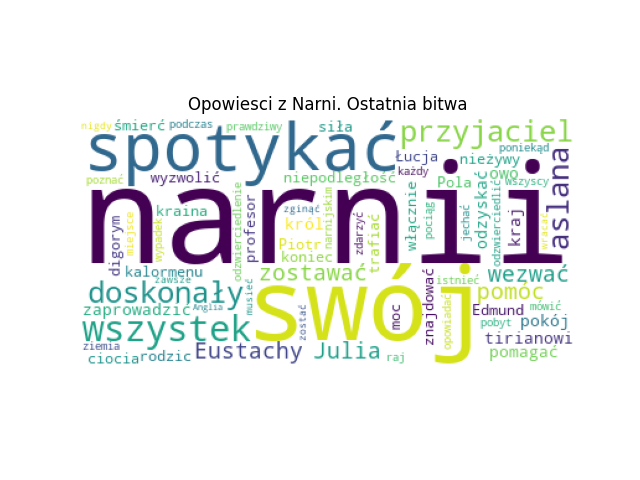 Opowiesci z Narni. Ostatnia bitwa
nigdy śmierć podczas prawdziwy siła przyjaciel
spotykać Łucja nieżywy poniekąd
poznać wyzwolić niepodległość każdy Pola owo wszyscy
narnii
kraina zginąć król narnijskim
digorym miejsce wypadek odzwierciedlenie profesor
Piotr koniec zdarzyć trafiać włącznie pociąg jechać odzyskać odzwierciedlić kraj wracać aslana
kalormenu zostawać wezwać
zawsze doskonały musieć swój istnieć pomóc
zaprowadzić Anglia zostać moc znajdować opowiadać Edmund mówić
wszystek pobyt pokój
ziemia Eustachy Julia tirianowi
ciocia rodzic raj pomagać